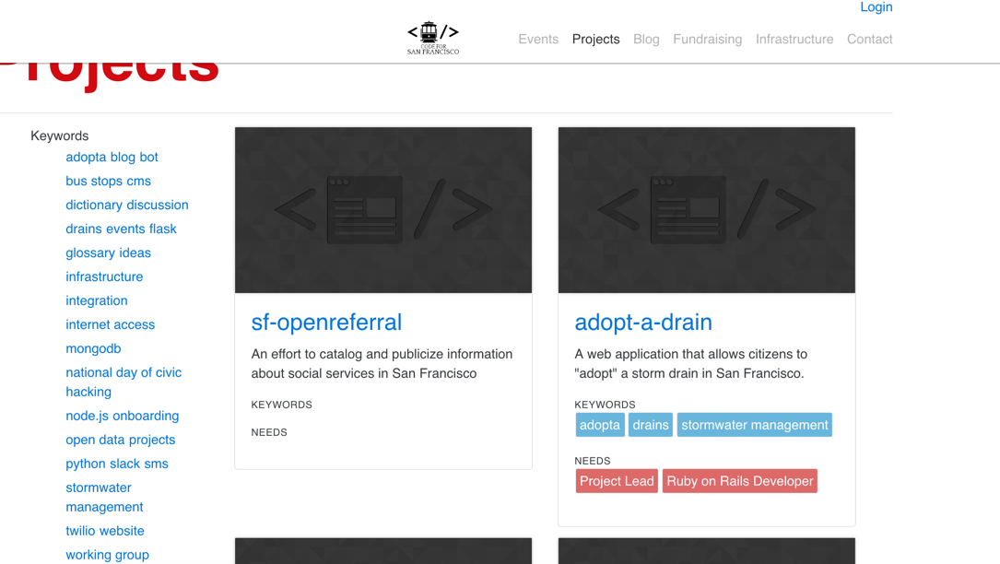 Login
CODE FOR
SAN FRANCISCO
Events Projects Blog Fundraising Infrastructure Contact
Projects
Keywords
adopta blog bot
bus stops cms
dictionary discussion
drains events flask
glossary ideas
infrastructure
integration
internet access
mongodb
national day of civic
hacking
node.js onboarding
open data projects
python slack sms
stormwater
management
twilio website
working group
sf-openreferral
An effort to catalog and publicize information
about social services in San Francisco
KEYWORDS
NEEDS
adopt-a-drain
A web application that allows citizens to
"adopt" a storm drain in San Francisco.
KEYWORDS
adopta drains stormwater management
NEEDS
Project Lead Ruby on Rails Developer